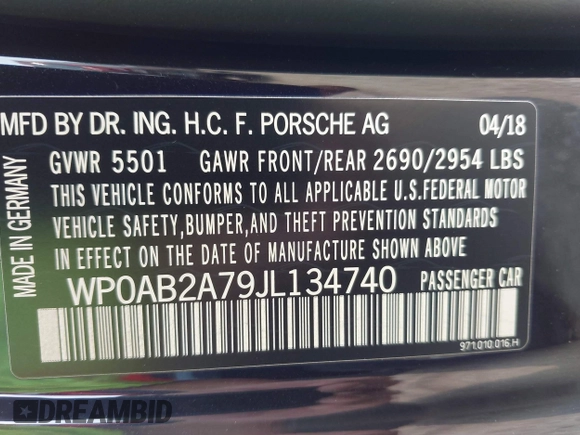 MFD BY DR. ING. H.C. F. PORSCHE AG 04/18
GVWR 5501 GAWR FRONT/REAR 2690/2954 LBS
THIS VEHICLE CONFORMS TO ALL APPLICABLE U.S.FEDERAL MOTOR
VEHICLE SAFETY,BUMPER,AND THEFT PREVENTION STANDARDS
IN EFFECT ON THE DATE OF MANUFACTURE SHOWN ABOVE
WP0AB2A79JL134740 PASSENGER CAR
971.010.016.H
MADE IN GERMANY
DREAMBID